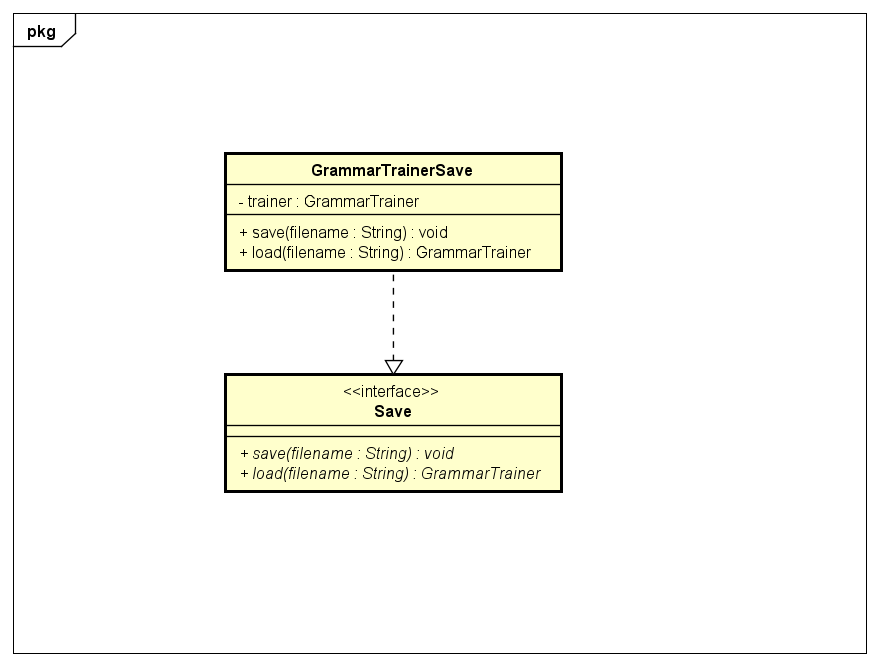 pkg
GrammarTrainerSave
- trainer : GrammarTrainer
+ save(filename : String) : void
+ load(filename : String) : GrammarTrainer
<<interface>>
Save
+ save(filename : String) : void
+ load(filename : String) : GrammarTrainer